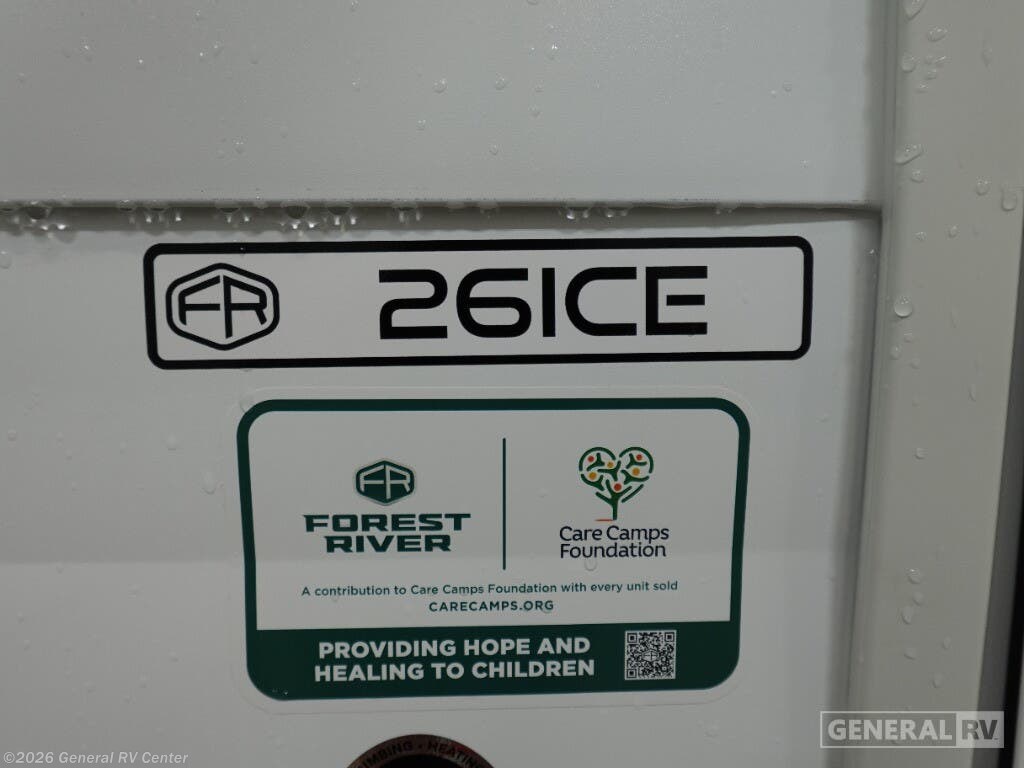 FR 26ICE
FR
FOREST
RIVER
Care Camps
Foundation
A contribution to Care Camps Foundation with every unit sold
CARECAMPS.ORG
PROVIDING HOPE AND
HEALING TO CHILDREN
GENERAL RV
HEATING
©2026 General RV Center